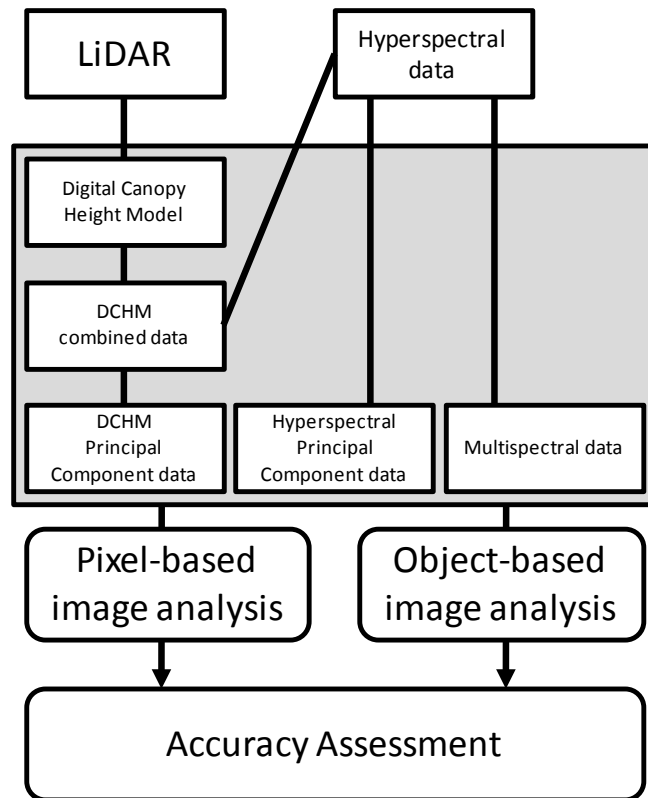 LiDAR
Hyperspectral
data
Digital Canopy
Height Model
DCHM
combined data
DCHM
Principal
Component data
Hyperspectral
Principal
Component data
Multispectral data
Pixel-based
image analysis
Object-based
image analysis
Accuracy Assessment